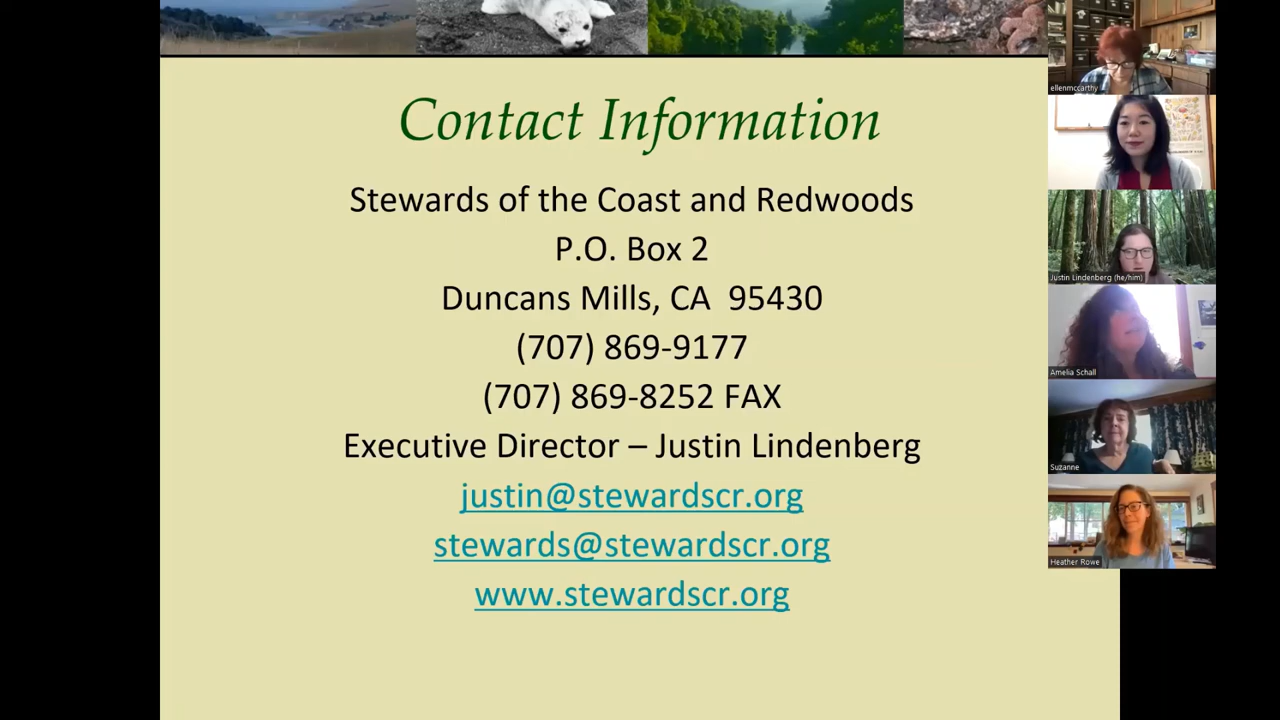 Contact Information
Stewards of the Coast and Redwoods
P.O. Box 2
Duncans Mills, CA 95430
(707) 869-9177
(707) 869-8252 FAX
Executive Director – Justin Lindenberg
justin@stewardscr.org
stewards@stewardscr.org
www.stewardscr.org
ellenmccarthy
Justin Lindenberg (he/him)
Amelia Schall
Suzanne
Heather Rowe